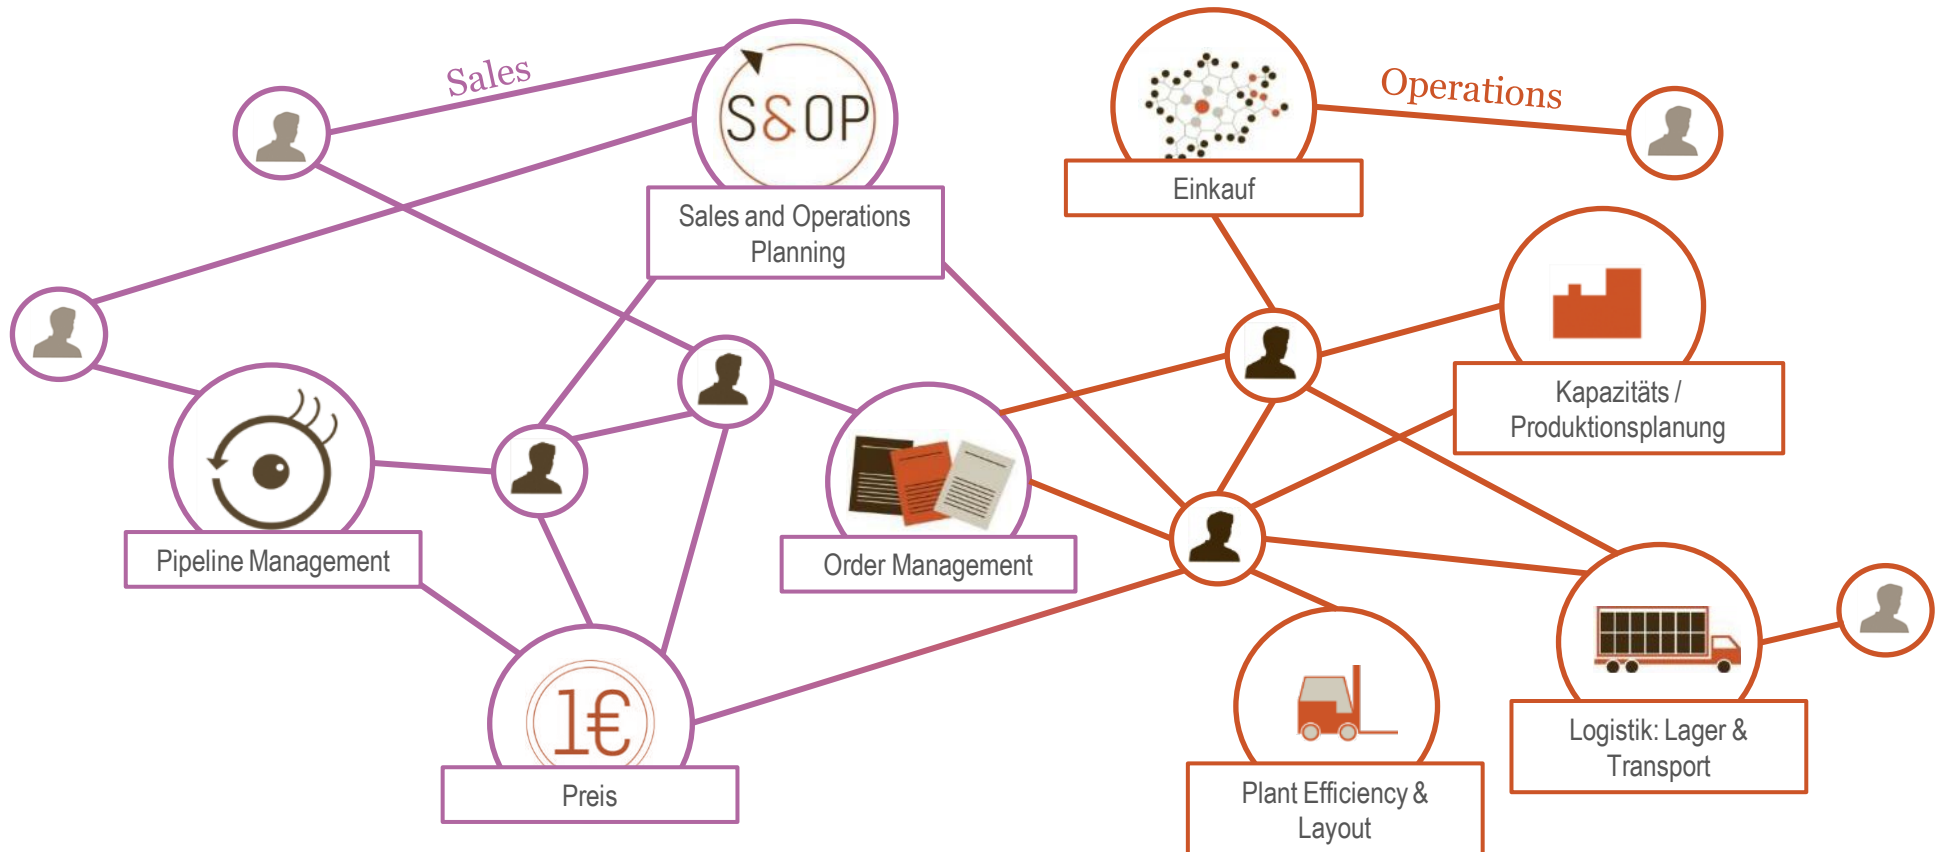 Sales
S&OP
Sales and Operations
Planning
Operations
Einkauf
Kapazitäts /
Produktionsplanung
Pipeline Management
Order Management
1€
Preis
Logistik: Lager &
Transport
Plant Efficiency &
Layout